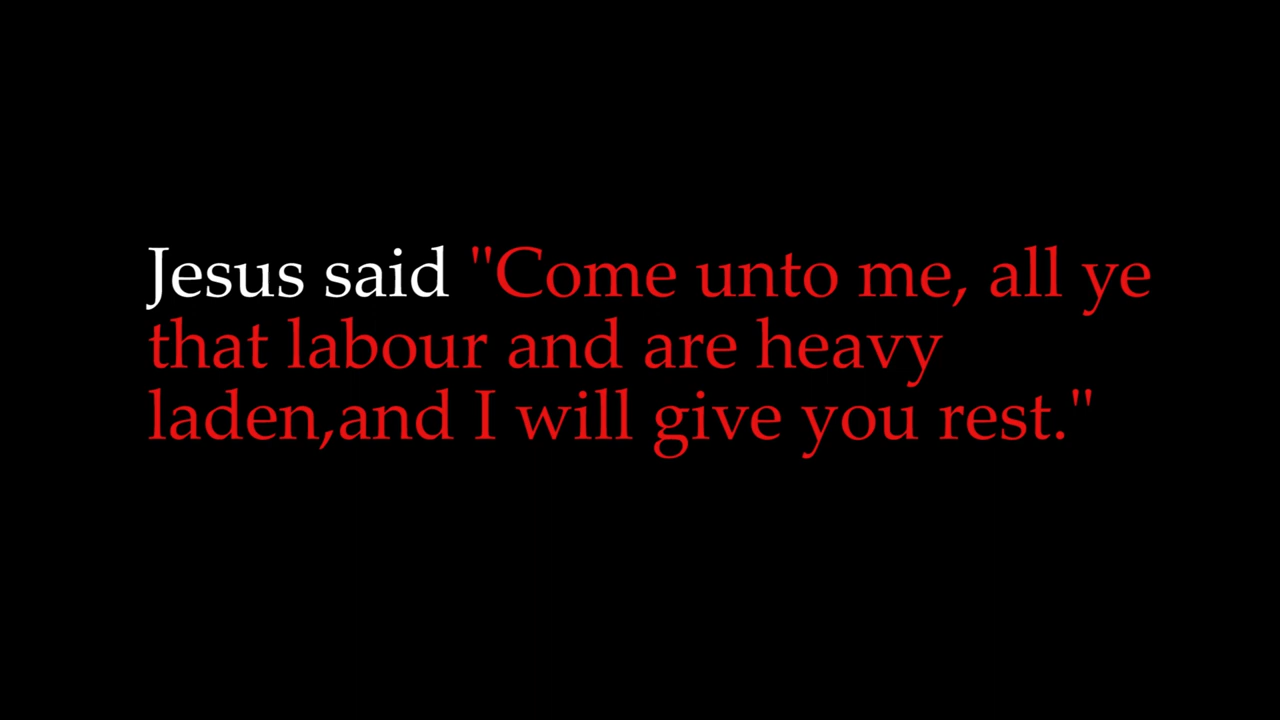 Jesus said "Come unto me, all ye
that labour and are heavy
laden,and I will give you rest."